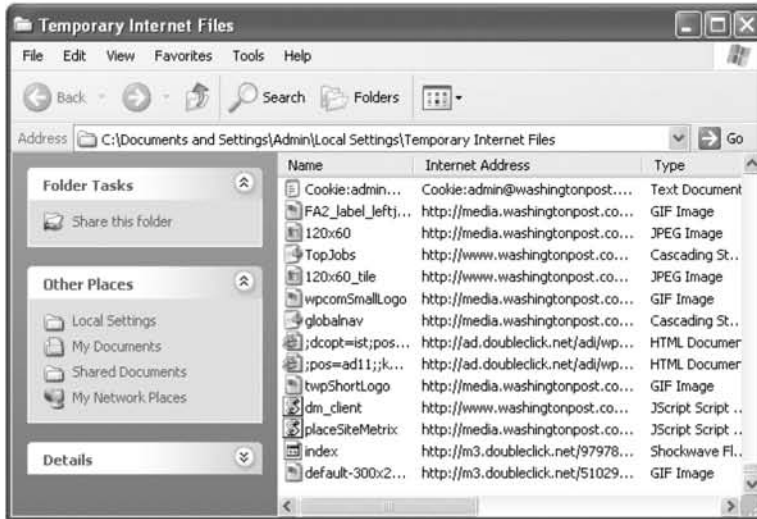 Temporary Internet Files
File Edit View Favorites Tools Help
Back Search Folders
Address C:\Documents and Settings\Admin\Local Settings\Temporary Internet Files Go
Folder Tasks
Share this folder
Other Places
Local Settings
My Documents
Shared Documents
My Network Places
Details
Name Internet Address Type
Cookie:admin... Cookie:admin@washingtonpost.... Text Document
FA2_label_leftj... http://media.washingtonpost.co... GIF Image
120x60 http://media.washingtonpost.co... JPEG Image
TopJobs http://www.washingtonpost.co... Cascading St...
120x60_tile http://www.washingtonpost.co... JPEG Image
wpcomSmallLogo http://media.washingtonpost.co... GIF Image
globalnav http://media.washingtonpost.co... Cascading St...
;dcopt=ist;pos... http://ad.doubleclick.net/adi/wp... HTML Documen
;pos=ad11;;k... http://ad.doubleclick.net/adi/wp... HTML Documen
twpShortLogo http://media.washingtonpost.co... GIF Image
dm_client http://www.washingtonpost.co... JScript Script ...
placeSiteMetrix http://media.washingtonpost.co... JScript Script ...
index http://m3.doubleclick.net/97978... Shockwave Fl...
default-300x2... http://m3.doubleclick.net/51029... GIF Image